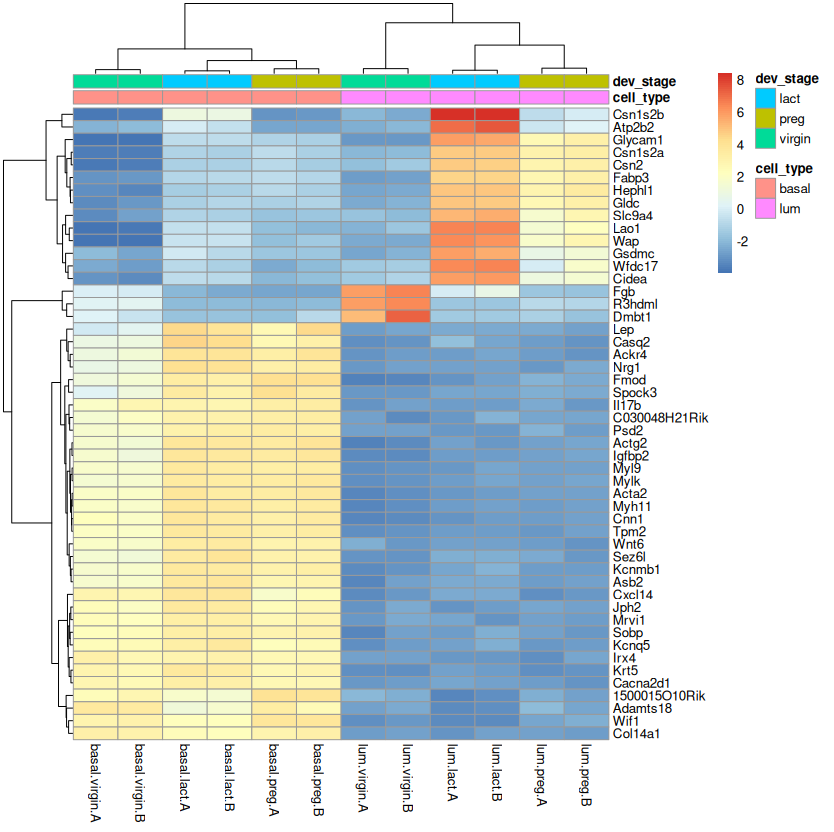 dev_stage
cell_type
Csn1s2b
Atp2b2
Glycam1
Csn1s2a
Csn2
Fabp3
Hephl1
Gldc
Slc9a4
Lao1
Wap
Gsdmc
Wfdc17
Cidea
Fgb
R3hdml
Dmbt1
Lep
Casq2
Ackr4
Nrg1
Fmod
Spock3
Il17b
C030048H21Rik
Psd2
Actg2
Igfbp2
Myl9
Mylk
Acta2
Myh11
Cnn1
Tpm2
Wnt6
Sez6l
Kcnmb1
Asb2
Cxcl14
Jph2
Mrvi1
Sobp
Kcnq5
Irx4
Krt5
Cacna2d1
1500015O10Rik
Adamts18
Wif1
Col14a1
basal.virgin.A
basal.virgin.B
basal.lact.A
basal.lact.B
basal.preg.A
basal.preg.B
lum.virgin.A
lum.virgin.B
lum.lact.A
lum.lact.B
lum.preg.A
lum.preg.B
8
6
4
2
0
-2
dev_stage
lact
preg
virgin
cell_type
basal
lum